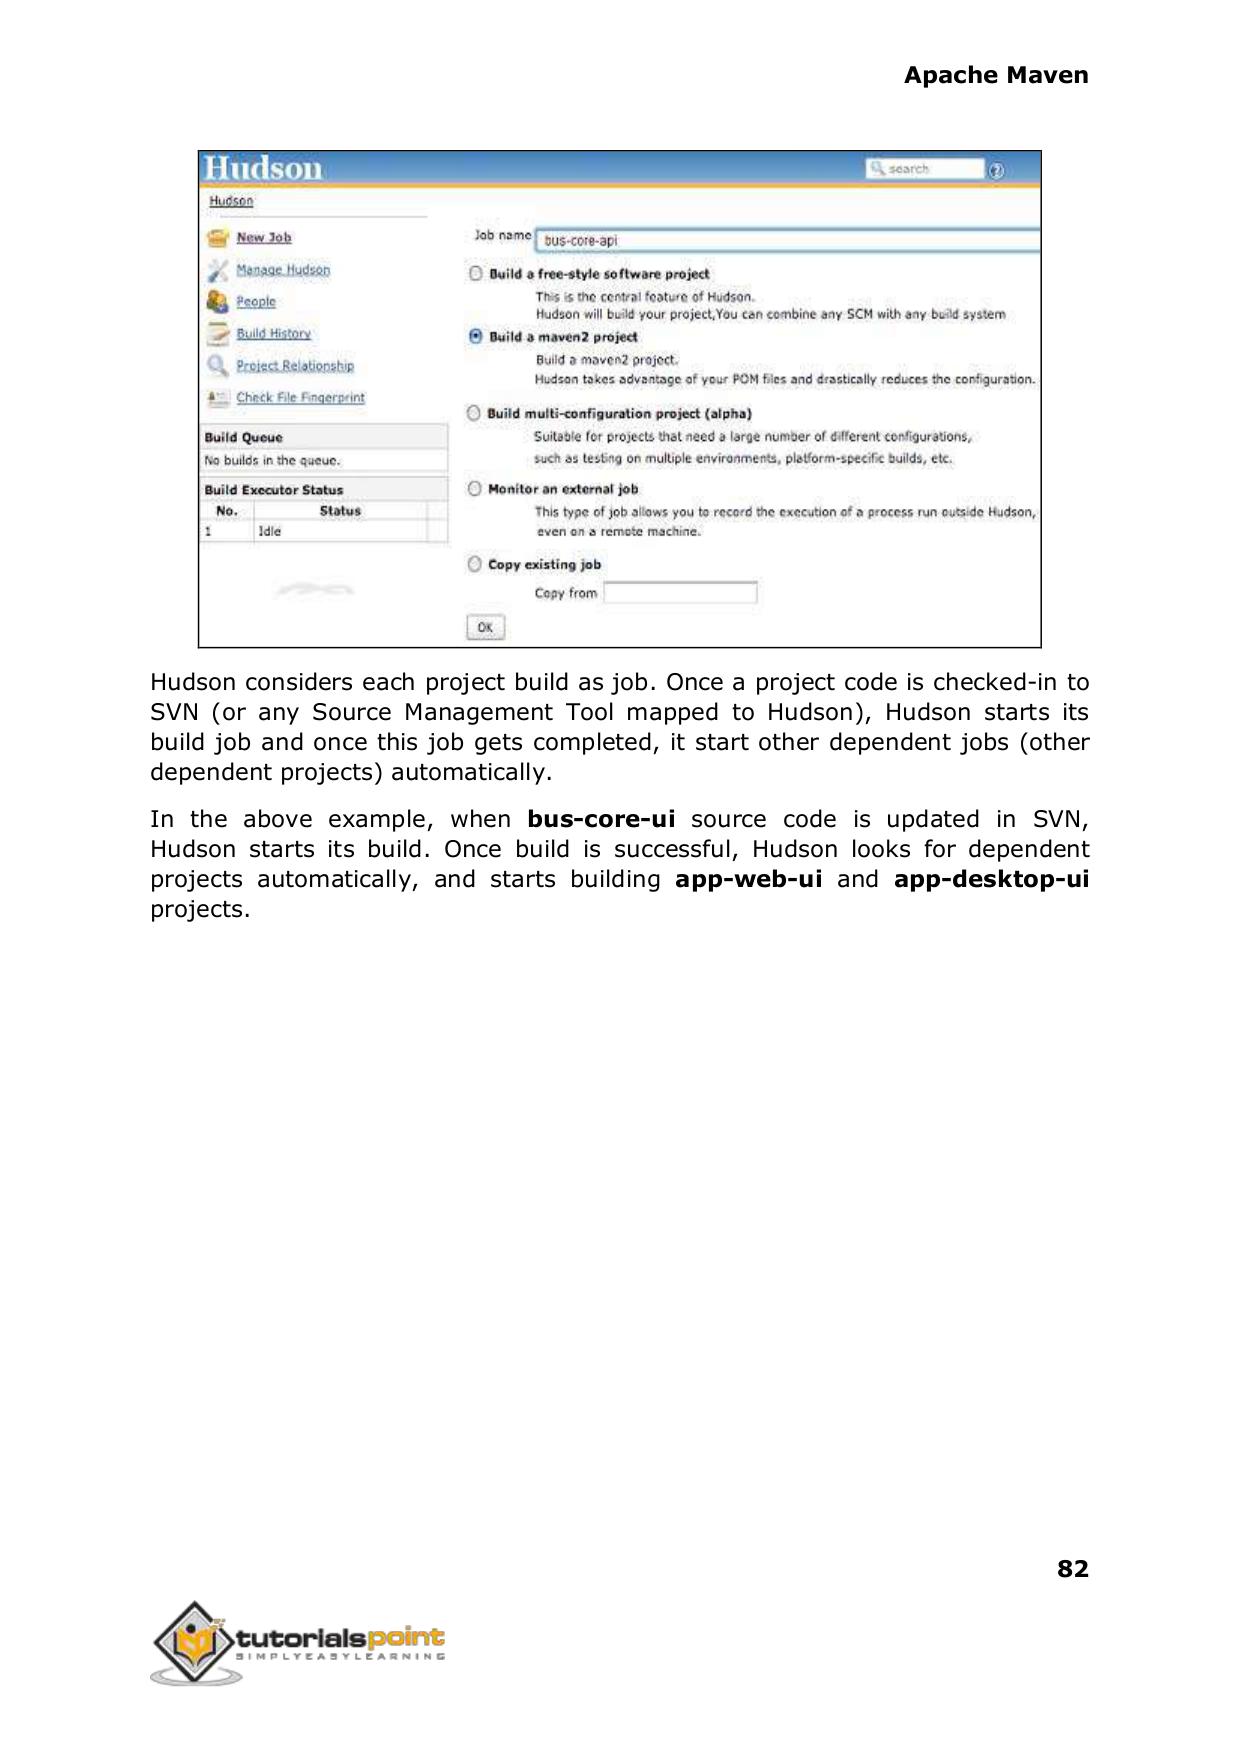 Apache Maven
Hudson
search
Hudson
New Job
Manage Hudson
People
Build History
Project Relationship
Check File Fingerprint
Build Queue
No builds in the queue.
Build Executor Status
No. Status
1 Idle
Job name bus-core-api
Build a free-style software project
This is the central feature of Hudson.
Hudson will build your project,You can combine any SCM with any build system
Build a maven2 project
Build a maven2 project.
Hudson takes advantage of your POM files and drastically reduces the configuration.
Build multi-configuration project (alpha)
Suitable for projects that need a large number of different configurations,
such as testing on multiple environments, platform-specific builds, etc.
Monitor an external job
This type of job allows you to record the execution of a process run outside Hudson,
even on a remote machine.
Copy existing job
Copy from
OK
Hudson considers each project build as job. Once a project code is checked-in to
SVN (or any Source Management Tool mapped to Hudson), Hudson starts its
build job and once this job gets completed, it start other dependent jobs (other
dependent projects) automatically.
In the above example, when bus-core-ui source code is updated in SVN,
Hudson starts its build. Once build is successful, Hudson looks for dependent
projects automatically, and starts building app-web-ui and app-desktop-ui
projects.
82
tutorialspoint
SIMPLYEASYLEARNING